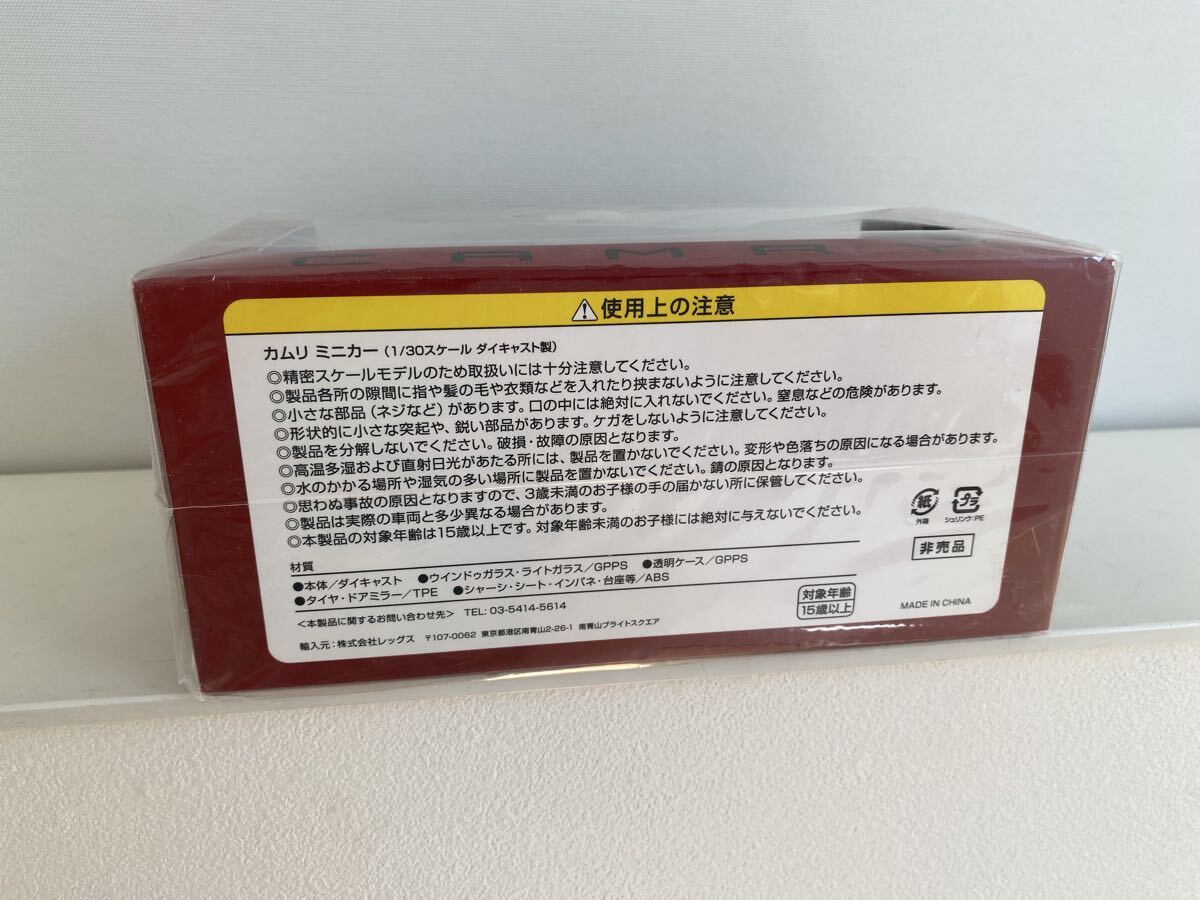 CAMRY
使用上の注意
カムリ ミニカー（1/30スケール ダイキャスト製）
◎精密スケールモデルのため取扱いには十分注意してください。
◎製品各所の隙間に指や髪の毛や衣類などを入れたり挟まないように注意してください。
◎小さな部品（ネジなど）があります。口の中には絶対に入れないでください。窒息などの危険があります。
◎形状的に小さな突起や、鋭い部品があります。ケガをしないように注意してください。
◎製品を分解しないでください。破損・故障の原因となります。
◎高温多湿および直射日光があたる所には、製品を置かないでください。変形や色落ちの原因になる場合があります。
◎水のかかる場所や湿気の多い場所に製品を置かないでください。錆の原因となります。
◎思わぬ事故の原因となりますので、3歳未満のお子様の手の届かない所に保管してください。
◎製品は実際の車両と多少異なる場合があります。
◎本製品の対象年齢は15歳以上です。対象年齢未満のお子様には絶対に与えないでください。
紙
外箱
プラ
シュリンク:PE
非売品
材質
●本体/ダイキャスト ●ウインドゥガラス・ライトガラス/GPPS ●透明ケース/GPPS
●タイヤ・ドアミラー/TPE ●シャーシ・シート・インパネ・台座等/ABS
<本製品に関するお問い合わせ先> TEL: 03-5414-5614
輸入元：株式会社レッグス 〒107-0062 東京都港区南青山2-26-1 南青山ブライトスクエア
対象年齢
15歳以上
MADE IN CHINA